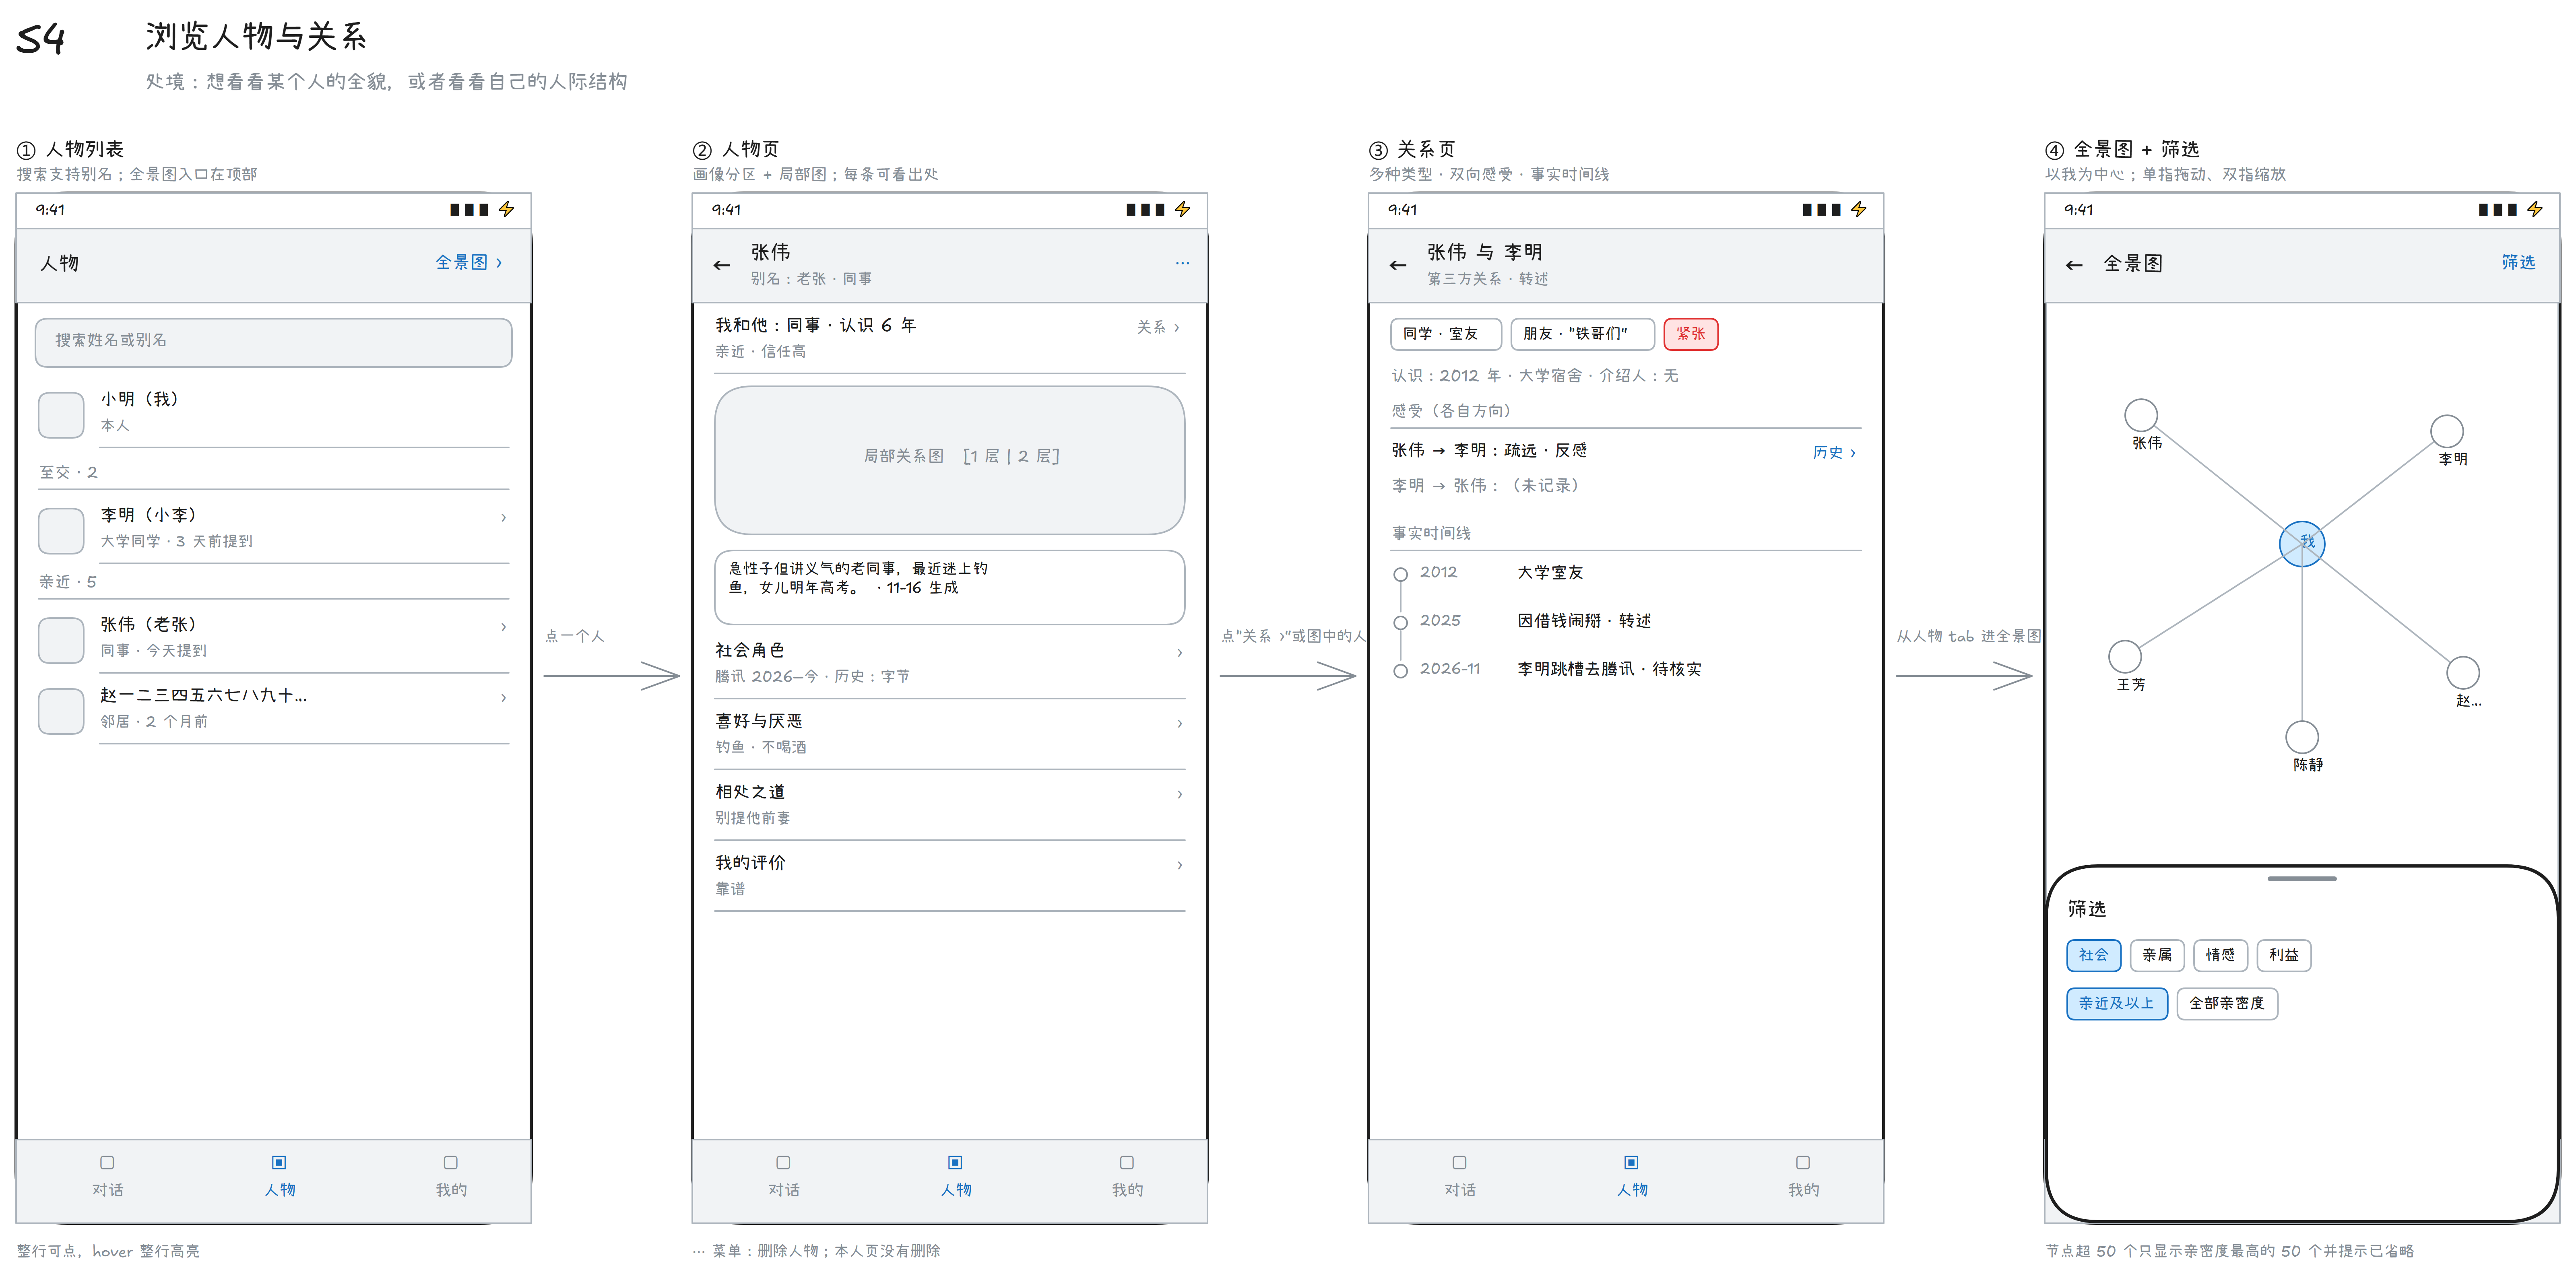 S4
浏览人物与关系
处境：想看看某个人的全貌，或者看看自己的人际结构
① 人物列表
搜索支持别名；全景图入口在顶部
9:41
人物
全景图 ›
搜索姓名或别名
小明（我）
本人
至交 · 2
李明（小李）
›
大学同学 · 3 天前提到
亲近 · 5
张伟（老张）
›
同事 · 今天提到
赵一二三四五六七八九十...
›
邻居 · 2 个月前
对话
人物
我的
整行可点，hover 整行高亮
点一个人
② 人物页
画像分区 + 局部图；每条可看出处
9:41
← 张伟
别名：老张 · 同事
···
我和他：同事 · 认识 6 年
关系 ›
亲近 · 信任高
局部关系图 [1 层 | 2 层]
急性子但讲义气的老同事，最近迷上钓
鱼，女儿明年高考。 · 11-16 生成
社会角色
›
腾讯 2026—今 · 历史：字节
喜好与厌恶
›
钓鱼 · 不喝酒
相处之道
›
别提他前妻
我的评价
›
靠谱
对话
人物
我的
··· 菜单：删除人物；本人页没有删除
点"关系 ›"或图中的人
③ 关系页
多种类型 · 双向感受 · 事实时间线
9:41
← 张伟 与 李明
第三方关系 · 转述
同学 · 室友
朋友 · "铁哥们"
紧张
认识：2012 年 · 大学宿舍 · 介绍人：无
感受（各自方向）
张伟 → 李明：疏远 · 反感
历史 ›
李明 → 张伟：（未记录）
事实时间线
2012 大学室友
2025 因借钱闹掰 · 转述
2026-11 李明跳槽去腾讯 · 待核实
对话
人物
我的
从人物 tab 进全景图
④ 全景图 + 筛选
以我为中心；单指拖动、双指缩放
9:41
← 全景图
筛选
张伟
李明
我
王芳
赵...
陈静
筛选
社会
亲属
情感
利益
亲近及以上
全部亲密度
节点超 50 个只显示亲密度最高的 50 个并提示已省略